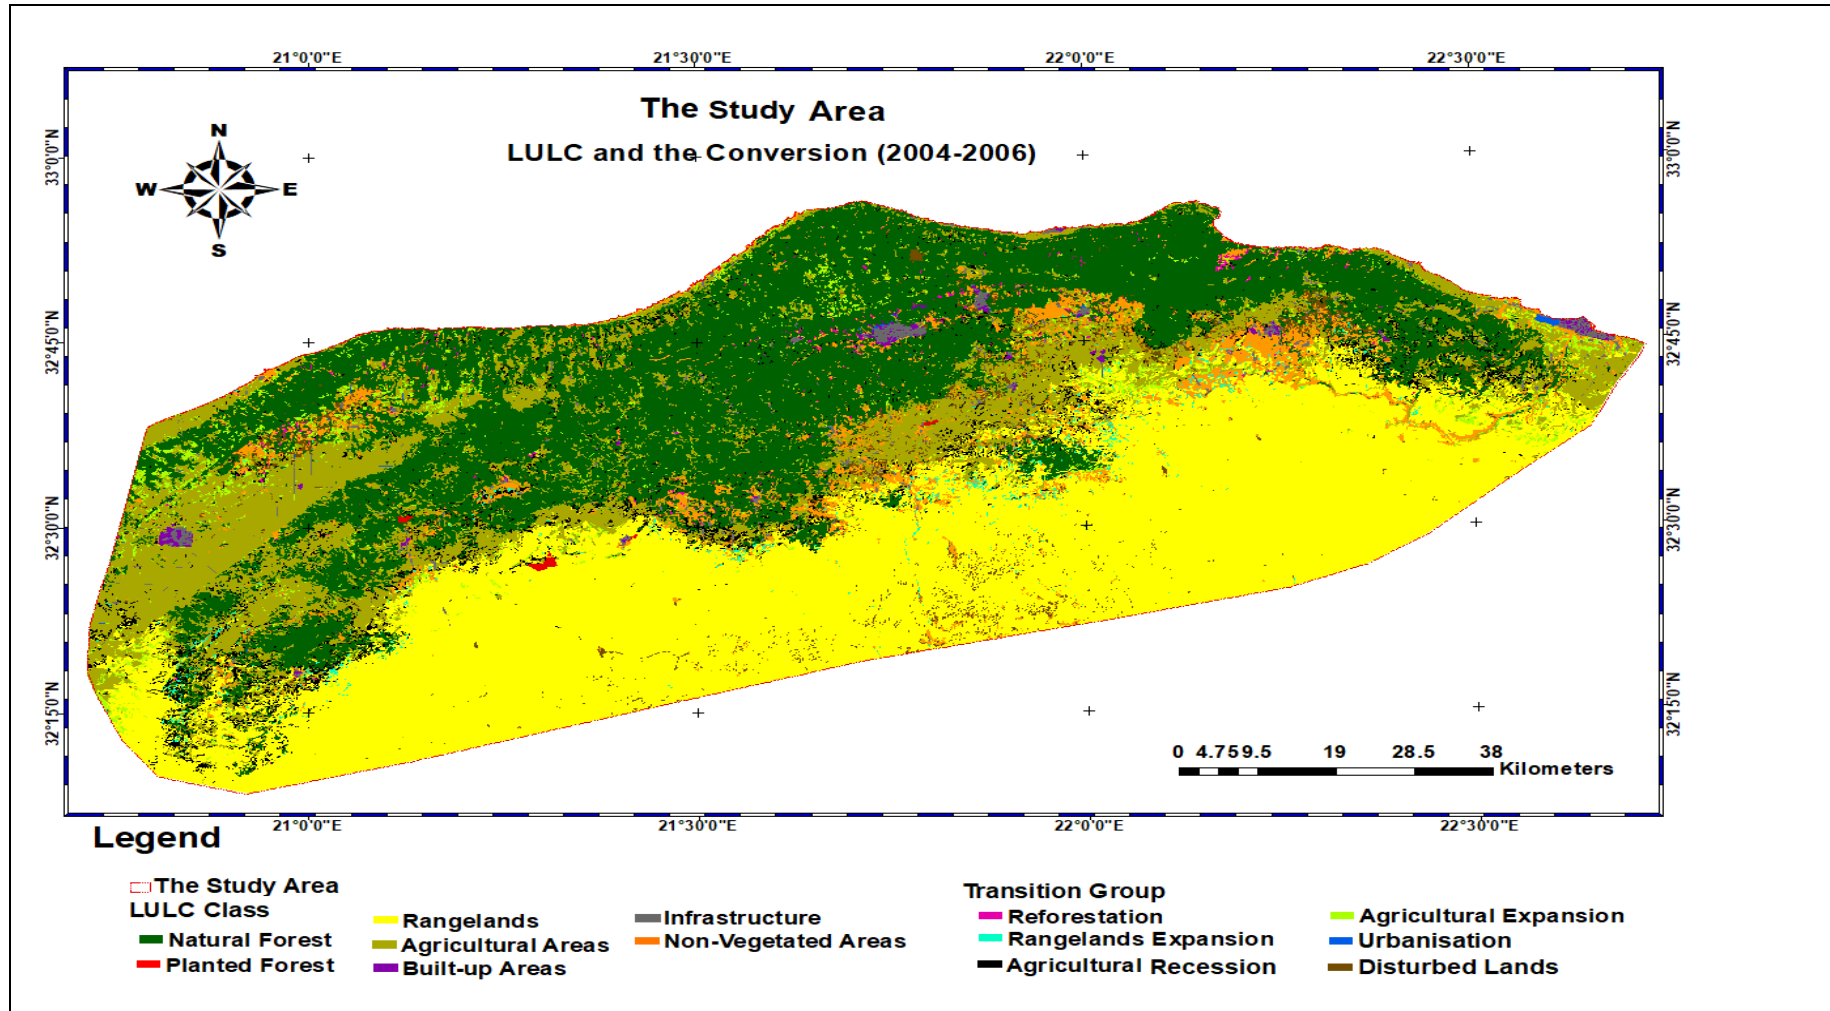 21°0'0"E 21°30'0"E 22°0'0"E 22°30'0"E
The Study Area
LULC and the Conversion (2004-2006)
N
W E
S
33°0'0"N 33°0'0"N
32°45'0"N 32°45'0"N
32°30'0"N 32°30'0"N
32°15'0"N 32°15'0"N
0 4.75 9.5 19 28.5 38
Kilometers
21°0'0"E 21°30'0"E 22°0'0"E 22°30'0"E
Legend
The Study Area
LULC Class
Natural Forest
Planted Forest
Rangelands
Agricultural Areas
Built-up Areas
Infrastructure
Non-Vegetated Areas
Transition Group
Reforestation
Rangelands Expansion
Agricultural Recession
Agricultural Expansion
Urbanisation
Disturbed Lands